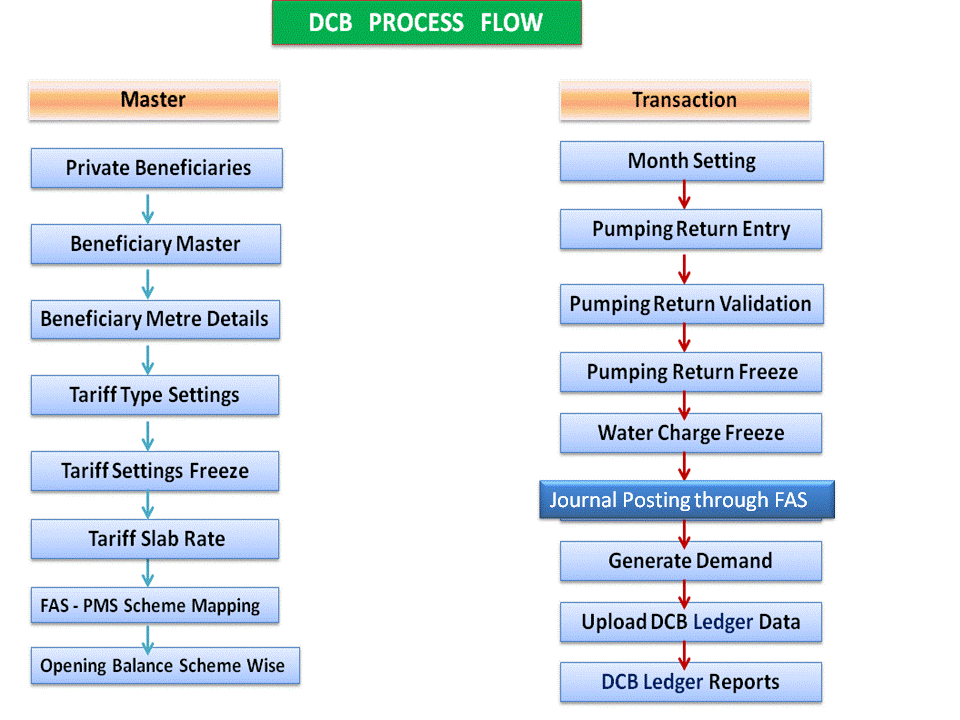 DCB PROCESS FLOW
Master
Private Beneficiaries
Beneficiary Master
Beneficiary Metre Details
Tariff Type Settings
Tariff Settings Freeze
Tariff Slab Rate
FAS - PMS Scheme Mapping
Opening Balance Scheme Wise
Transaction
Month Setting
Pumping Return Entry
Pumping Return Validation
Pumping Return Freeze
Water Charge Freeze
Journal Posting through FAS
Generate Demand
Upload DCB Ledger Data
DCB Ledger Reports